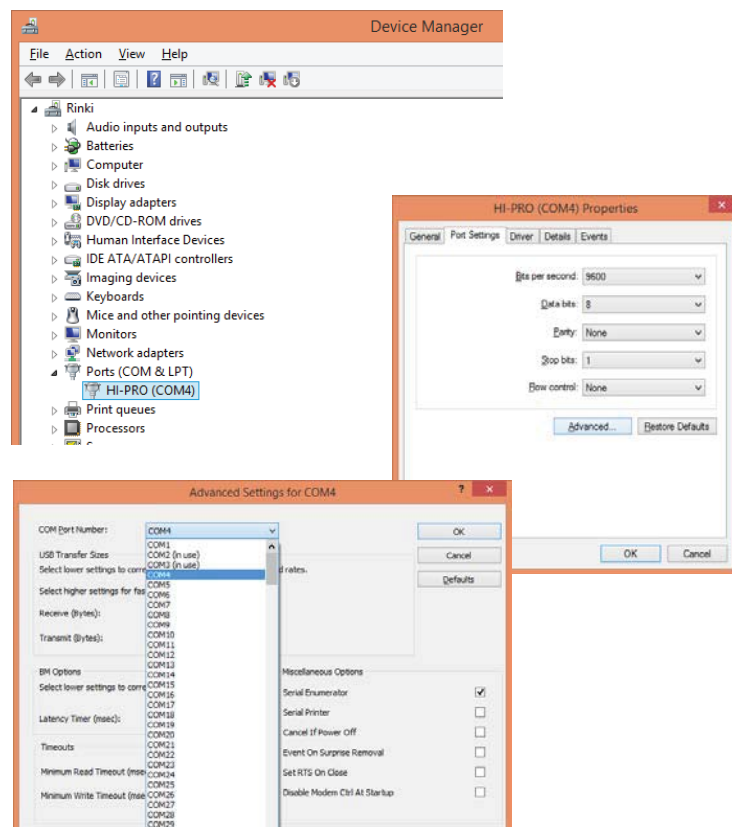 Device Manager
File Action View Help
Rinki
Audio inputs and outputs
Batteries
Computer
Disk drives
Display adapters
DVD/CD-ROM drives
Human Interface Devices
IDE ATA/ATAPI controllers
Imaging devices
Keyboards
Mice and other pointing devices
Monitors
Network adapters
Ports (COM & LPT)
HI-PRO (COM4)
Print queues
Processors
HI-PRO (COM4) Properties
General Port Settings Driver Details Events
Bits per second: 9600
Data bits: 8
Parity: None
Stop bits: 1
Flow control: None
Advanced... Restore Defaults
OK Cancel
Advanced Settings for COM4
COM Port Number: COM4
OK
Cancel
Defaults
USB Transfer Sizes
Select lower settings to corre
d rates.
Select higher settings for fas
Receive (Bytes):
Transmit (Bytes):
BM Options
Select lower settings to corre
Latency Timer (msec):
Timeouts
Minimum Read Timeout (mse
Minimum Write Timeout (mse
COM1
COM2 (in use)
COM3 (in use)
COM4
COM5
COM6
COM7
COM8
COM9
COM10
COM11
COM12
COM13
COM14
COM15
COM16
COM17
COM18
COM19
COM20
COM21
COM22
COM23
COM24
COM25
COM26
COM27
COM28
COM29
Miscellaneous Options
Serial Enumerator
Serial Printer
Cancel If Power Off
Event On Surprise Removal
Set RTS On Close
Disable Modem Ctrl At Startup